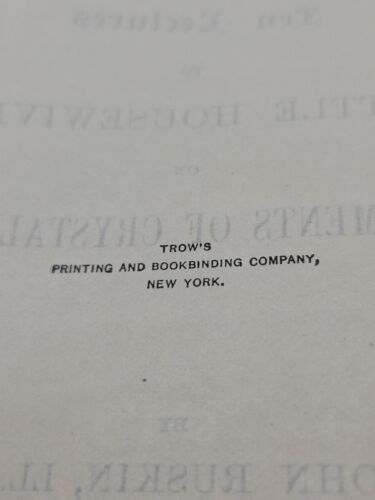 TROW'S
PRINTING AND BOOKBINDING COMPANY,
NEW YORK.